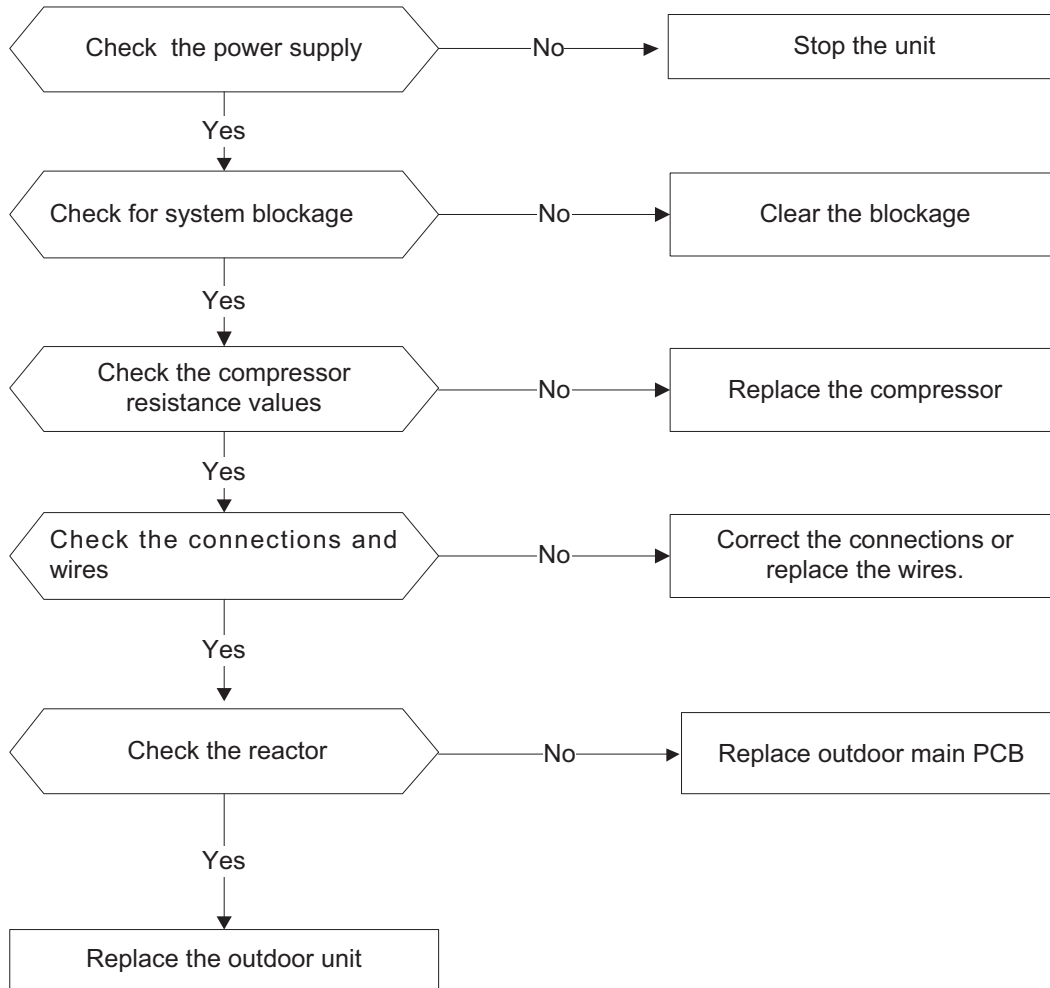 Check the power supply
No
Stop the unit
Yes
Check for system blockage
No
Clear the blockage
Yes
Check the compressor
resistance values
No
Replace the compressor
Yes
Check the connections and
wires
No
Correct the connections or
replace the wires.
Yes
Check the reactor
No
Replace outdoor main PCB
Yes
Replace the outdoor unit